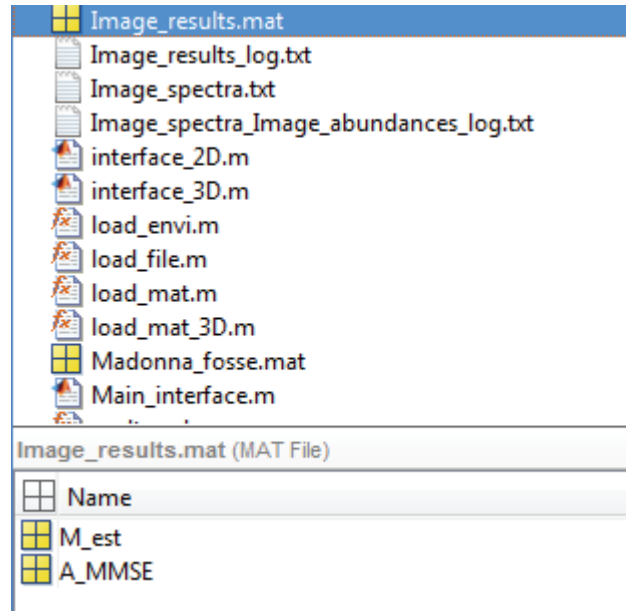 Image_results.mat
Image_results_log.txt
Image_spectra.txt
Image_spectra_Image_abundances_log.txt
interface_2D.m
interface_3D.m
load_envi.m
load_file.m
load_mat.m
load_mat_3D.m
Madonna_fosse.mat
Main_interface.m
Image_results.mat (MAT File)
Name
M_est
A_MMSE